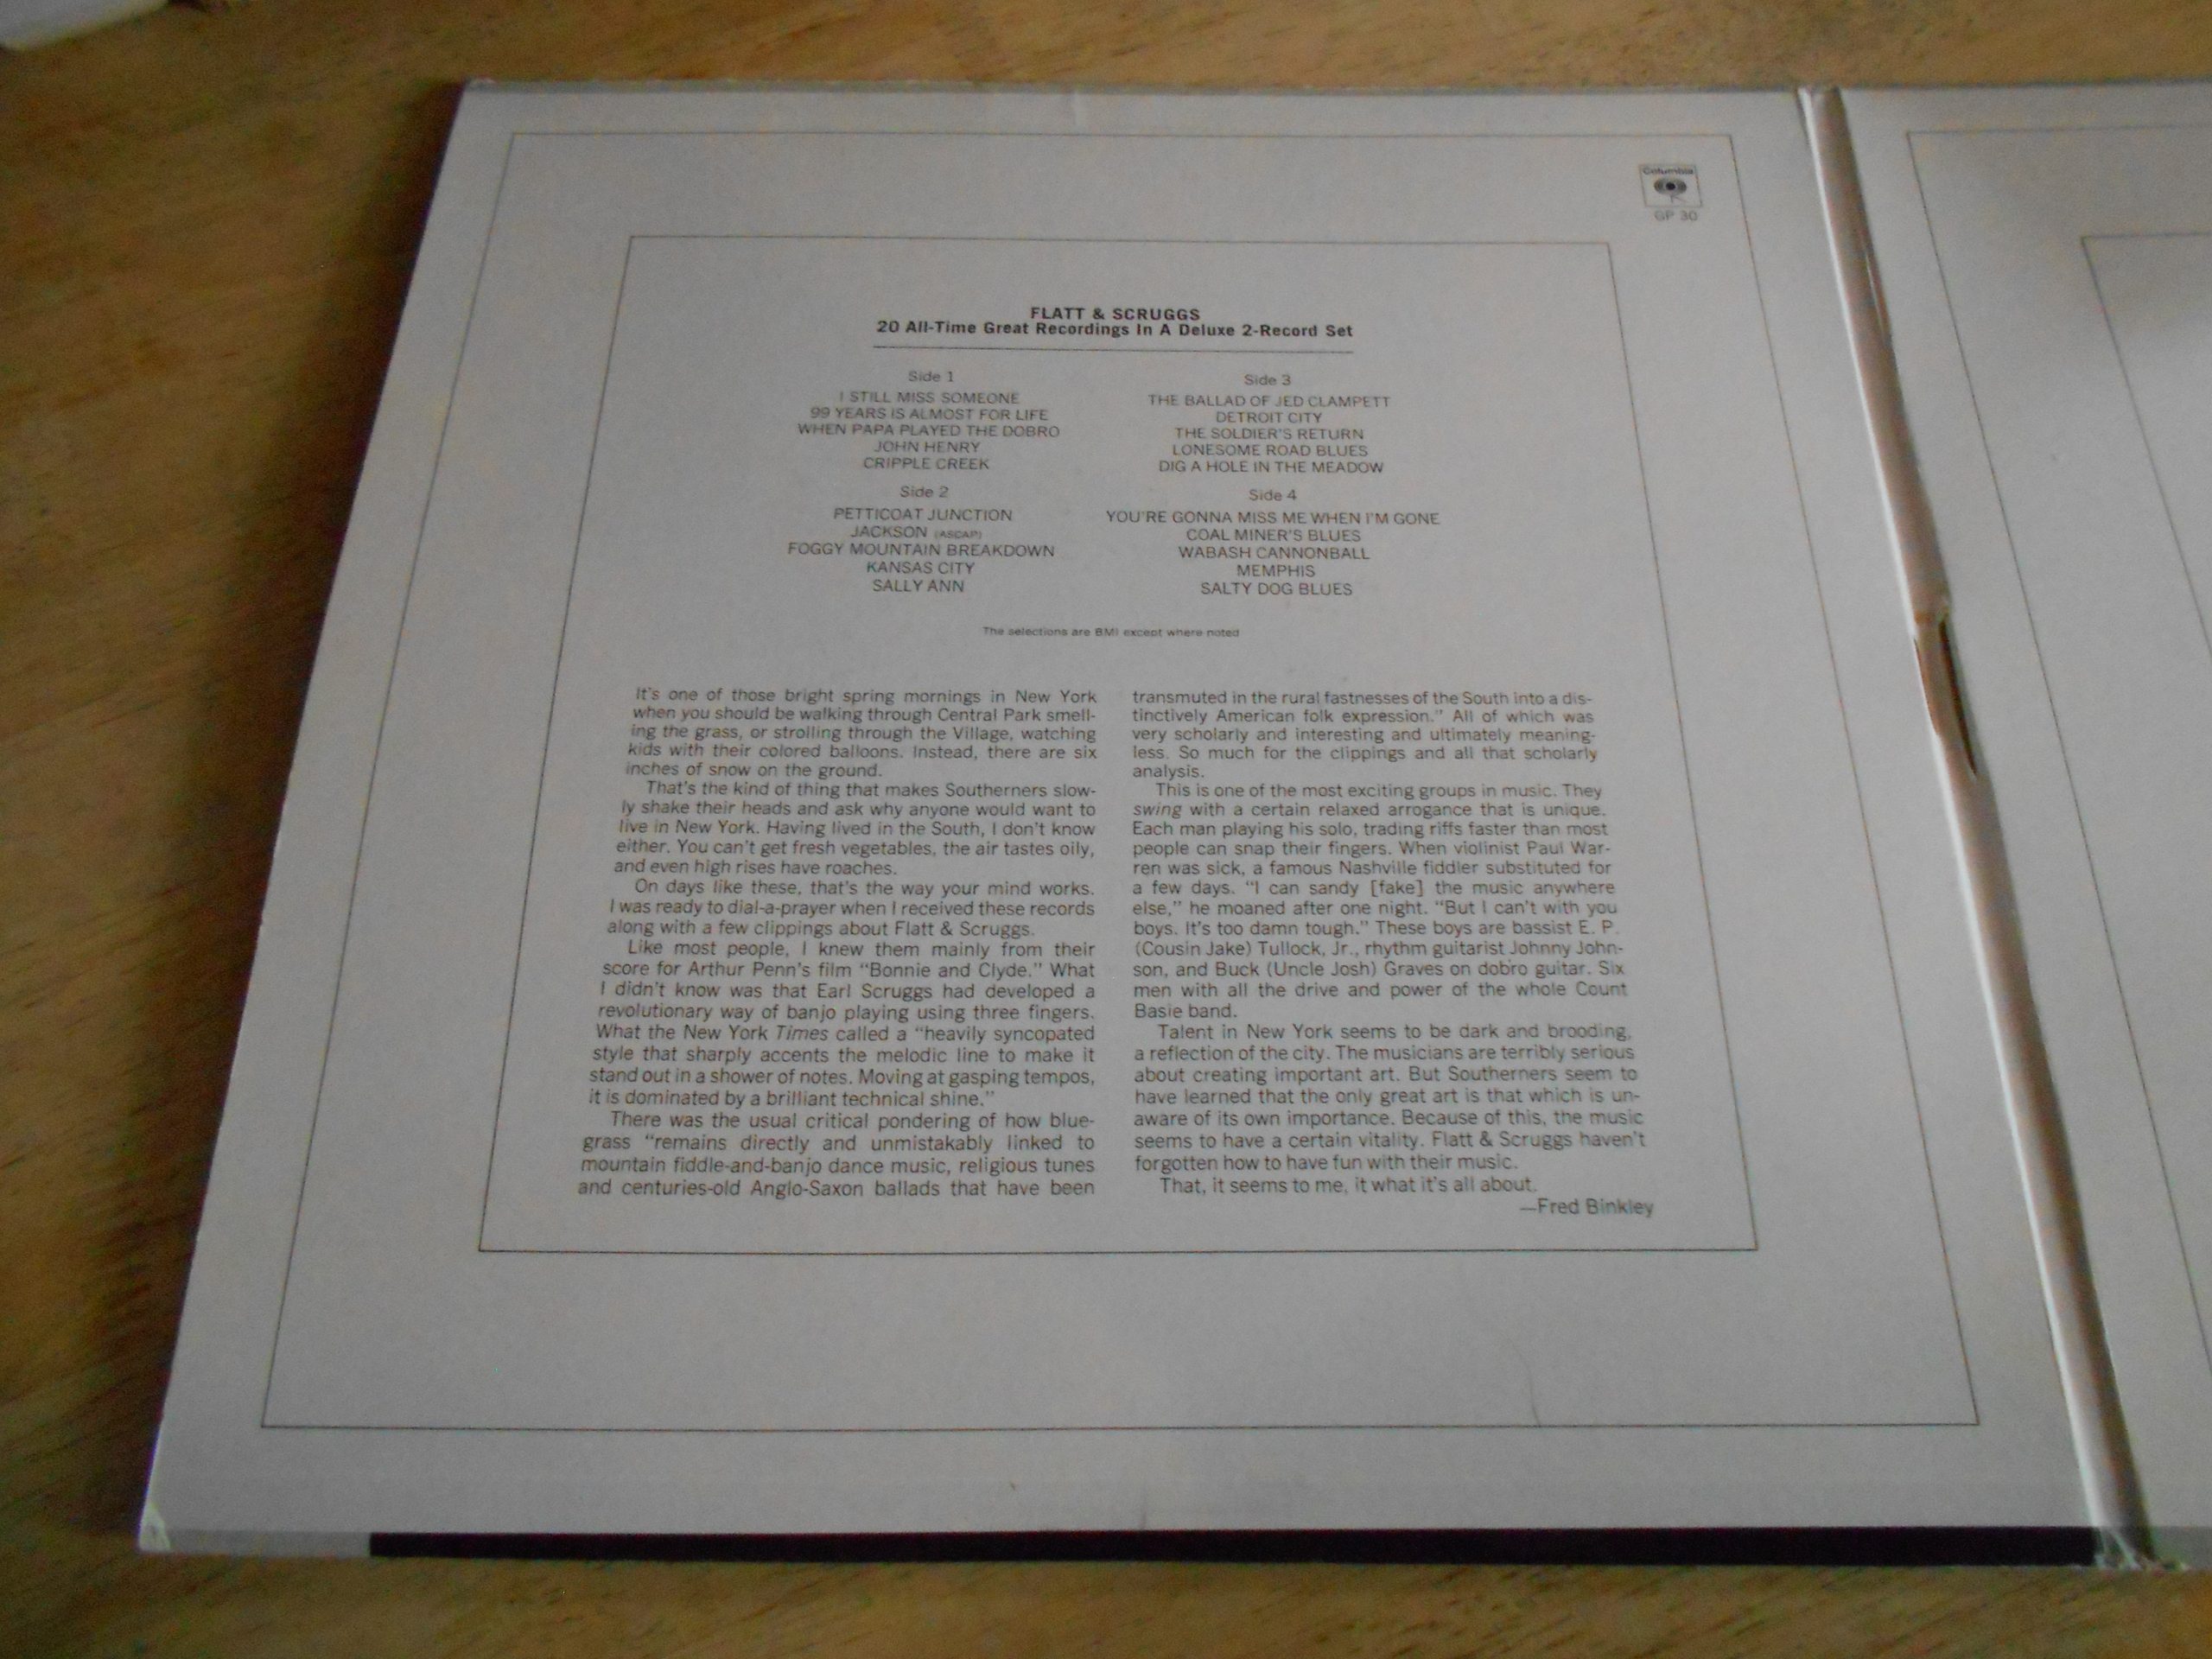 Columbia
GP 30
FLATT & SCRUGGS
20 All-Time Great Recordings In A Deluxe 2-Record Set
Side 1
I STILL MISS SOMEONE
99 YEARS IS ALMOST FOR LIFE
WHEN PAPA PLAYED THE DOBRO
JOHN HENRY
CRIPPLE CREEK
Side 2
PETTICOAT JUNCTION
JACKSON (ASCAP)
FOGGY MOUNTAIN BREAKDOWN
KANSAS CITY
SALLY ANN
Side 3
THE BALLAD OF JED CLAMPETT
DETROIT CITY
THE SOLDIER'S RETURN
LONESOME ROAD BLUES
DIG A HOLE IN THE MEADOW
Side 4
YOU'RE GONNA MISS ME WHEN I'M GONE
COAL MINER'S BLUES
WABASH CANNONBALL
MEMPHIS
SALTY DOG BLUES
The selections are BMI except where noted
It's one of those bright spring mornings in New York
when you should be walking through Central Park smell-
ing the grass, or strolling through the Village, watching
kids with their colored balloons. Instead, there are six
inches of snow on the ground.
That's the kind of thing that makes Southerners slow-
ly shake their heads and ask why anyone would want to
live in New York. Having lived in the South, I don't know
either. You can't get fresh vegetables, the air tastes oily,
and even high rises have roaches.
On days like these, that's the way your mind works.
I was ready to dial-a-prayer when I received these records
along with a few clippings about Flatt & Scruggs.
Like most people, I knew them mainly from their
score for Arthur Penn's film "Bonnie and Clyde." What
I didn't know was that Earl Scruggs had developed a
revolutionary way of banjo playing using three fingers.
What the New York Times called a "heavily syncopated
style that sharply accents the melodic line to make it
stand out in a shower of notes. Moving at gasping tempos,
it is dominated by a brilliant technical shine."
There was the usual critical pondering of how blue-
grass "remains directly and unmistakably linked to
mountain fiddle-and-banjo dance music, religious tunes
and centuries-old Anglo-Saxon ballads that have been
transmuted in the rural fastnesses of the South into a dis-
tinctively American folk expression." All of which was
very scholarly and interesting and ultimately meaning-
less. So much for the clippings and all that scholarly
analysis.
This is one of the most exciting groups in music. They
swing with a certain relaxed arrogance that is unique.
Each man playing his solo, trading riffs faster than most
people can snap their fingers. When violinist Paul War-
ren was sick, a famous Nashville fiddler substituted for
a few days. "I can sandy [fake] the music anywhere
else," he moaned after one night. "But I can't with you
boys. It's too damn tough." These boys are bassist E. P.
(Cousin Jake) Tullock, Jr., rhythm guitarist Johnny John-
son, and Buck (Uncle Josh) Graves on dobro guitar. Six
men with all the drive and power of the whole Count
Basie band.
Talent in New York seems to be dark and brooding,
a reflection of the city. The musicians are terribly serious
about creating important art. But Southerners seem to
have learned that the only great art is that which is un-
aware of its own importance. Because of this, the music
seems to have a certain vitality. Flatt & Scruggs haven't
forgotten how to have fun with their music.
That, it seems to me, it what it's all about.
—Fred Binkley